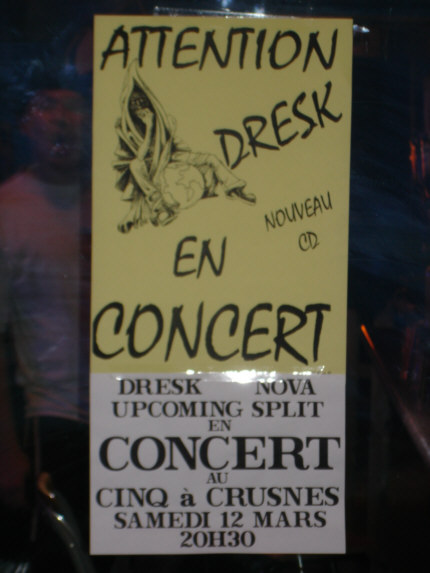 ATTENTION
DRESK
NOUVEAU
CD
EN
CONCERT
DRESK NOVA
UPCOMING SPLIT
EN
CONCERT
AU
CINQ à CRUSNES
SAMEDI 12 MARS
20H30